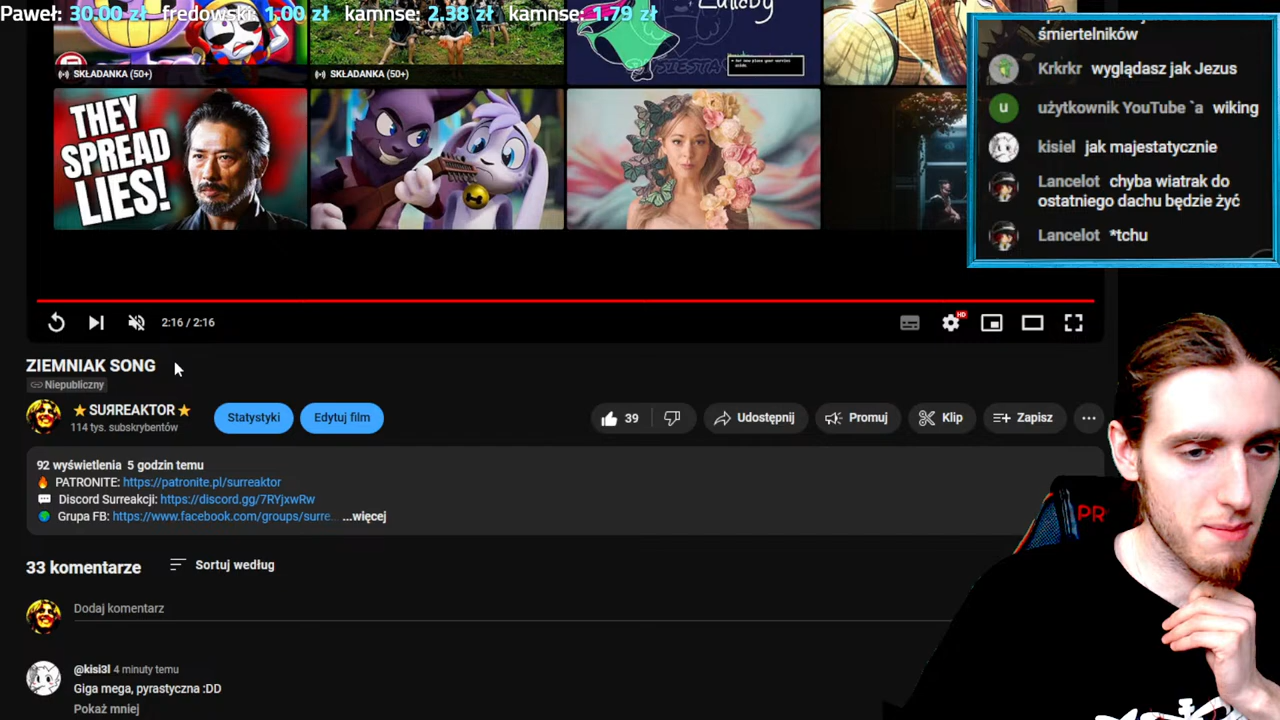 Paweł: 30.00 zł fredowski: 1.00 zł kamnse: 2.38 zł kamnse: 1.79 zł
Lullaby
SKŁADANKA (50+)
SKŁADANKA (50+)
śmiertelników
Krkrkr wyglądasz jak Jezus
użytkownik YouTube `a wiking
kisiel jak majestatycznie
Lancelot chyba wiatrak do
ostatniego dachu będzie żyć
Lancelot *tchu
THEY
SPREAD
LIES!
2:16 / 2:16
HD
ZIEMNIAK SONG
Niepubliczny
SUЯREAKTOR
114 tys. subskrybentów
Statystyki
Edytuj film
39
Udostępnij
Promuj
Klip
Zapisz
92 wyświetlenia 5 godzin temu
PATRONITE: https://patronite.pl/surreaktor
Discord Surreakcji: https://discord.gg/7RYjxwRw
Grupa FB: https://www.facebook.com/groups/surre... ...więcej
PR
33 komentarze
Sortuj według
Dodaj komentarz
@kisi3l 4 minuty temu
Giga mega, pyrastyczna :DD
Pokaż mniej